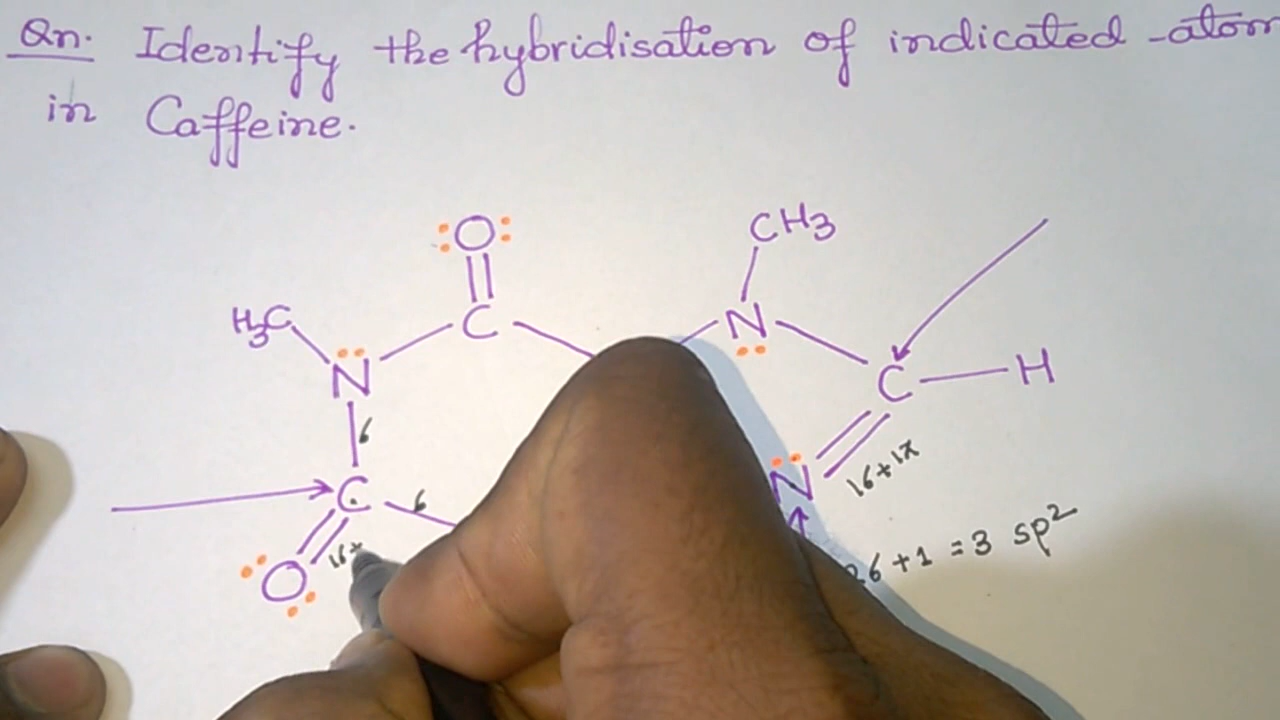 Qn. Identify the hybridisation of indicated atom
in Caffeine.
CH3
:O:
H3C
N
C
N
C
H
N
6
C
6
N
16+1π
O
16+
26+1 =3 sp2